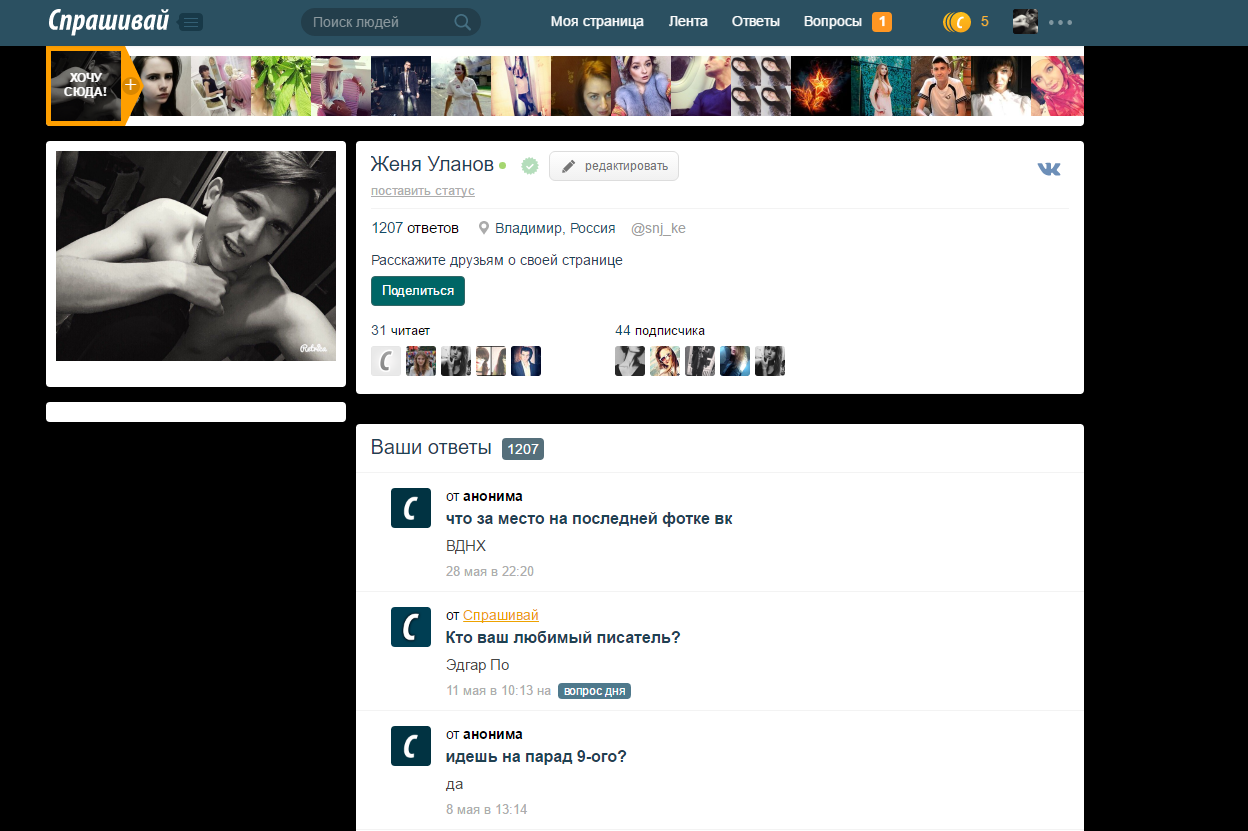 Спрашивай
Поиск людей
Моя страница
Лента
Ответы
Вопросы 1
5
ХОЧУ
СЮДА!
+
Retrica
Женя Уланов
редактировать
поставить статус
1207 ответов
Владимир, Россия
@snj_ke
Расскажите друзьям о своей странице
Поделиться
31 читает
44 подписчика
Ваши ответы 1207
от анонима
что за место на последней фотке вк
ВДНХ
28 мая в 22:20
от Спрашивай
Кто ваш любимый писатель?
Эдгар По
11 мая в 10:13 на вопрос дня
от анонима
идешь на парад 9-ого?
да
8 мая в 13:14